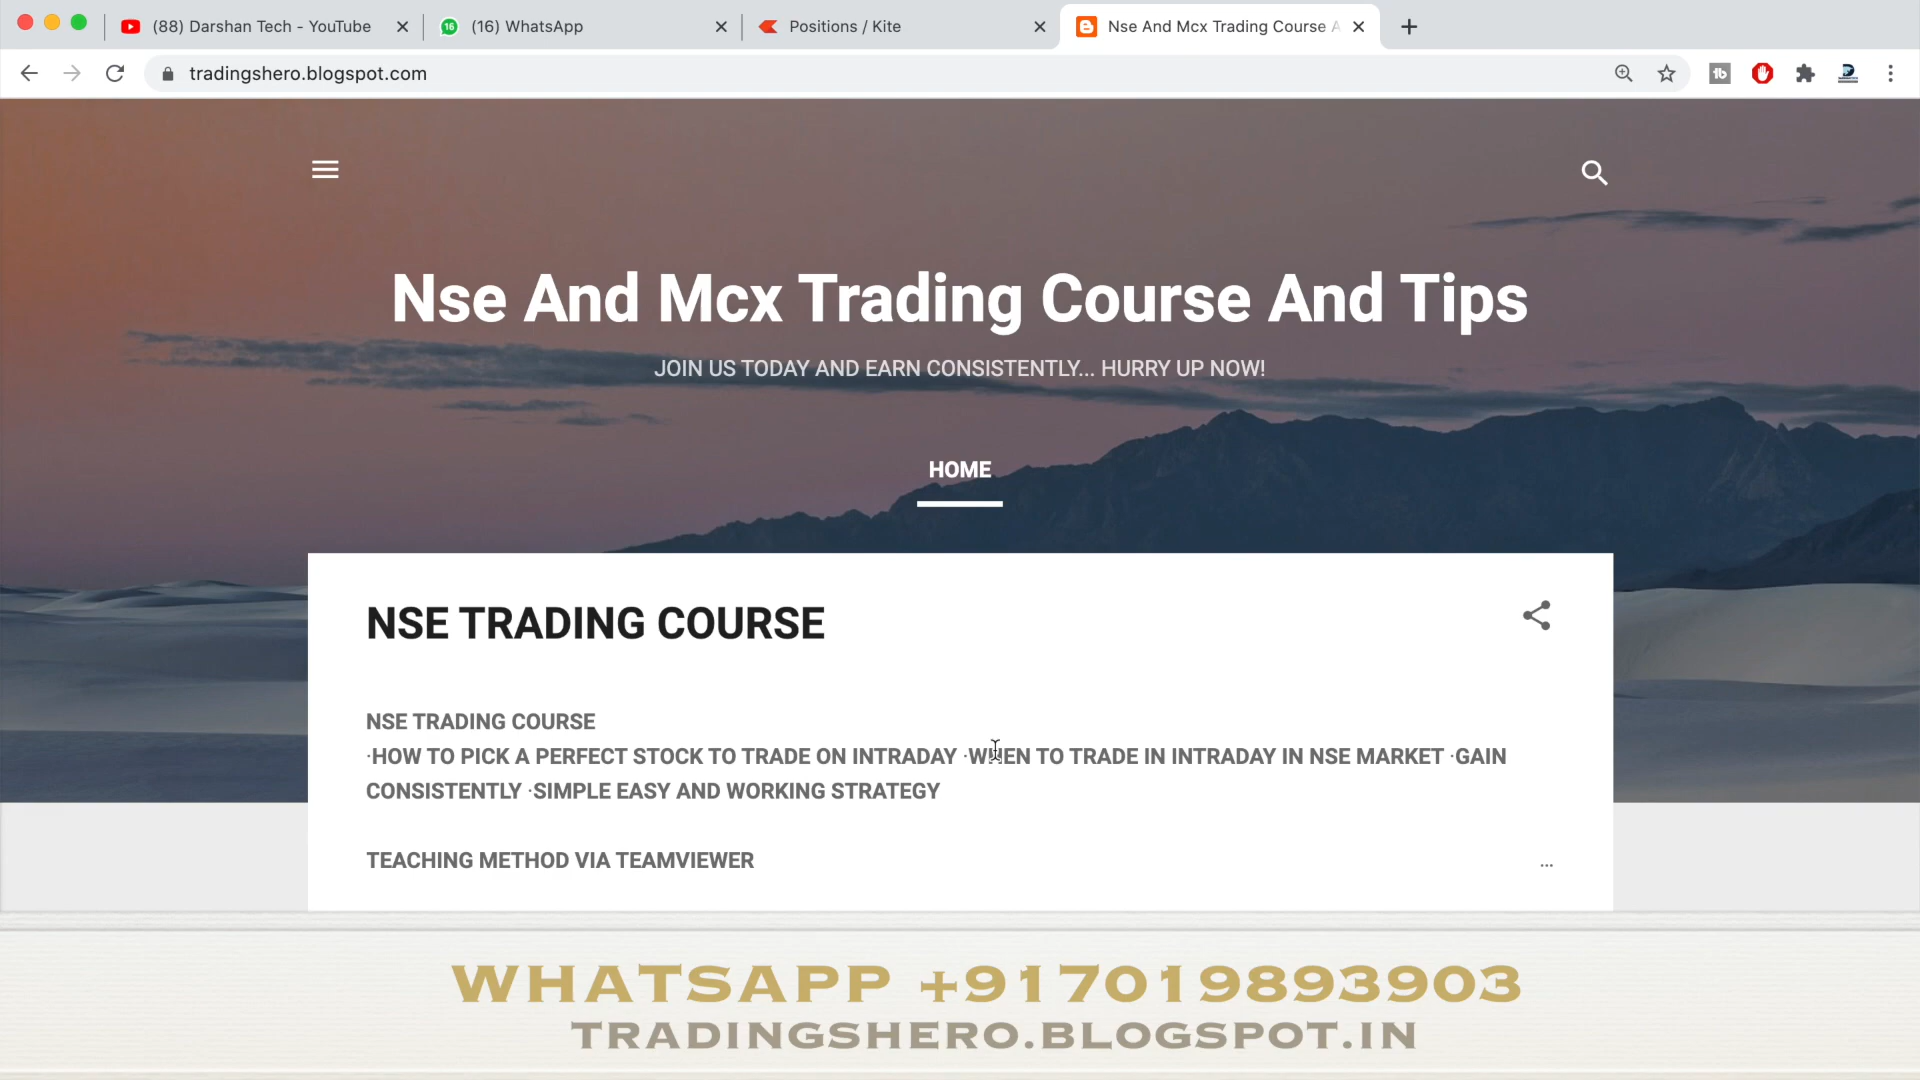 (88) Darshan Tech - YouTube
16
(16) WhatsApp
Positions / Kite
Nse And Mcx Trading Course A
tradingshero.blogspot.com
Nse And Mcx Trading Course And Tips
JOIN US TODAY AND EARN CONSISTENTLY... HURRY UP NOW!
HOME
NSE TRADING COURSE
NSE TRADING COURSE
·HOW TO PICK A PERFECT STOCK TO TRADE ON INTRADAY ·WHEN TO TRADE IN INTRADAY IN NSE MARKET ·GAIN
CONSISTENTLY ·SIMPLE EASY AND WORKING STRATEGY
TEACHING METHOD VIA TEAMVIEWER ...
WHATSAPP +917019893903
TRADINGSHERO.BLOGSPOT.IN